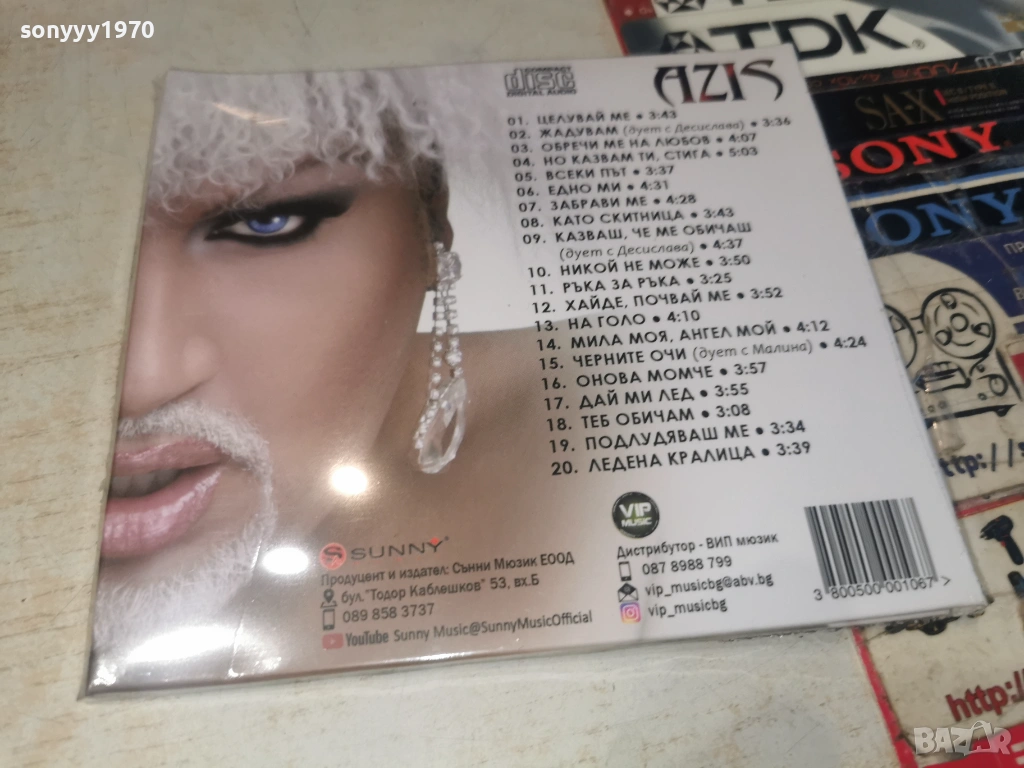 sonyyy1970
COMPACT
disc
DIGITAL AUDIO
AZIS
01. ЦЕЛУВАЙ МЕ • 3:43
02. ЖАДУВАМ (дует с Десислава) • 3:36
03. ОБРЕЧИ МЕ НА ЛЮБОВ • 4:07
04. НО КАЗВАМ ТИ, СТИГА • 5:03
05. ВСЕКИ ПЪТ • 3:37
06. ЕДНО МИ • 4:31
07. ЗАБРАВИ МЕ • 4:28
08. КАТО СКИТНИЦА • 3:43
09. КАЗВАШ, ЧЕ МЕ ОБИЧАШ
(дует с Десислава) • 4:37
10. НИКОЙ НЕ МОЖЕ • 3:50
11. РЪКА ЗА РЪКА • 3:25
12. ХАЙДЕ, ПОЧВАЙ МЕ • 3:52
13. НА ГОЛО • 4:10
14. МИЛА МОЯ, АНГЕЛ МОЙ • 4:12
15. ЧЕРНИТЕ ОЧИ (дует с Малина) • 4:24
16. ОНОВА МОМЧЕ • 3:57
17. ДАЙ МИ ЛЕД • 3:55
18. ТЕБ ОБИЧАМ • 3:08
19. ПОДЛУДЯВАШ МЕ • 3:34
20. ЛЕДЕНА КРАЛИЦА • 3:39
S SUNNY
Продуцент и издател: Сънни Мюзик ЕООД
бул."Тодор Каблешков" 53, вх.Б
089 858 3737
YouTube Sunny Music@SunnyMusicOfficial
VIP
MUSIC
Дистрибутор - ВИП мюзик
087 8988 799
vip_musicbg@abv.bg
vip_musicbg
3 800500 001067 >
TDK
SA-X
SONY
SONY
http://
http:/
BAZAR